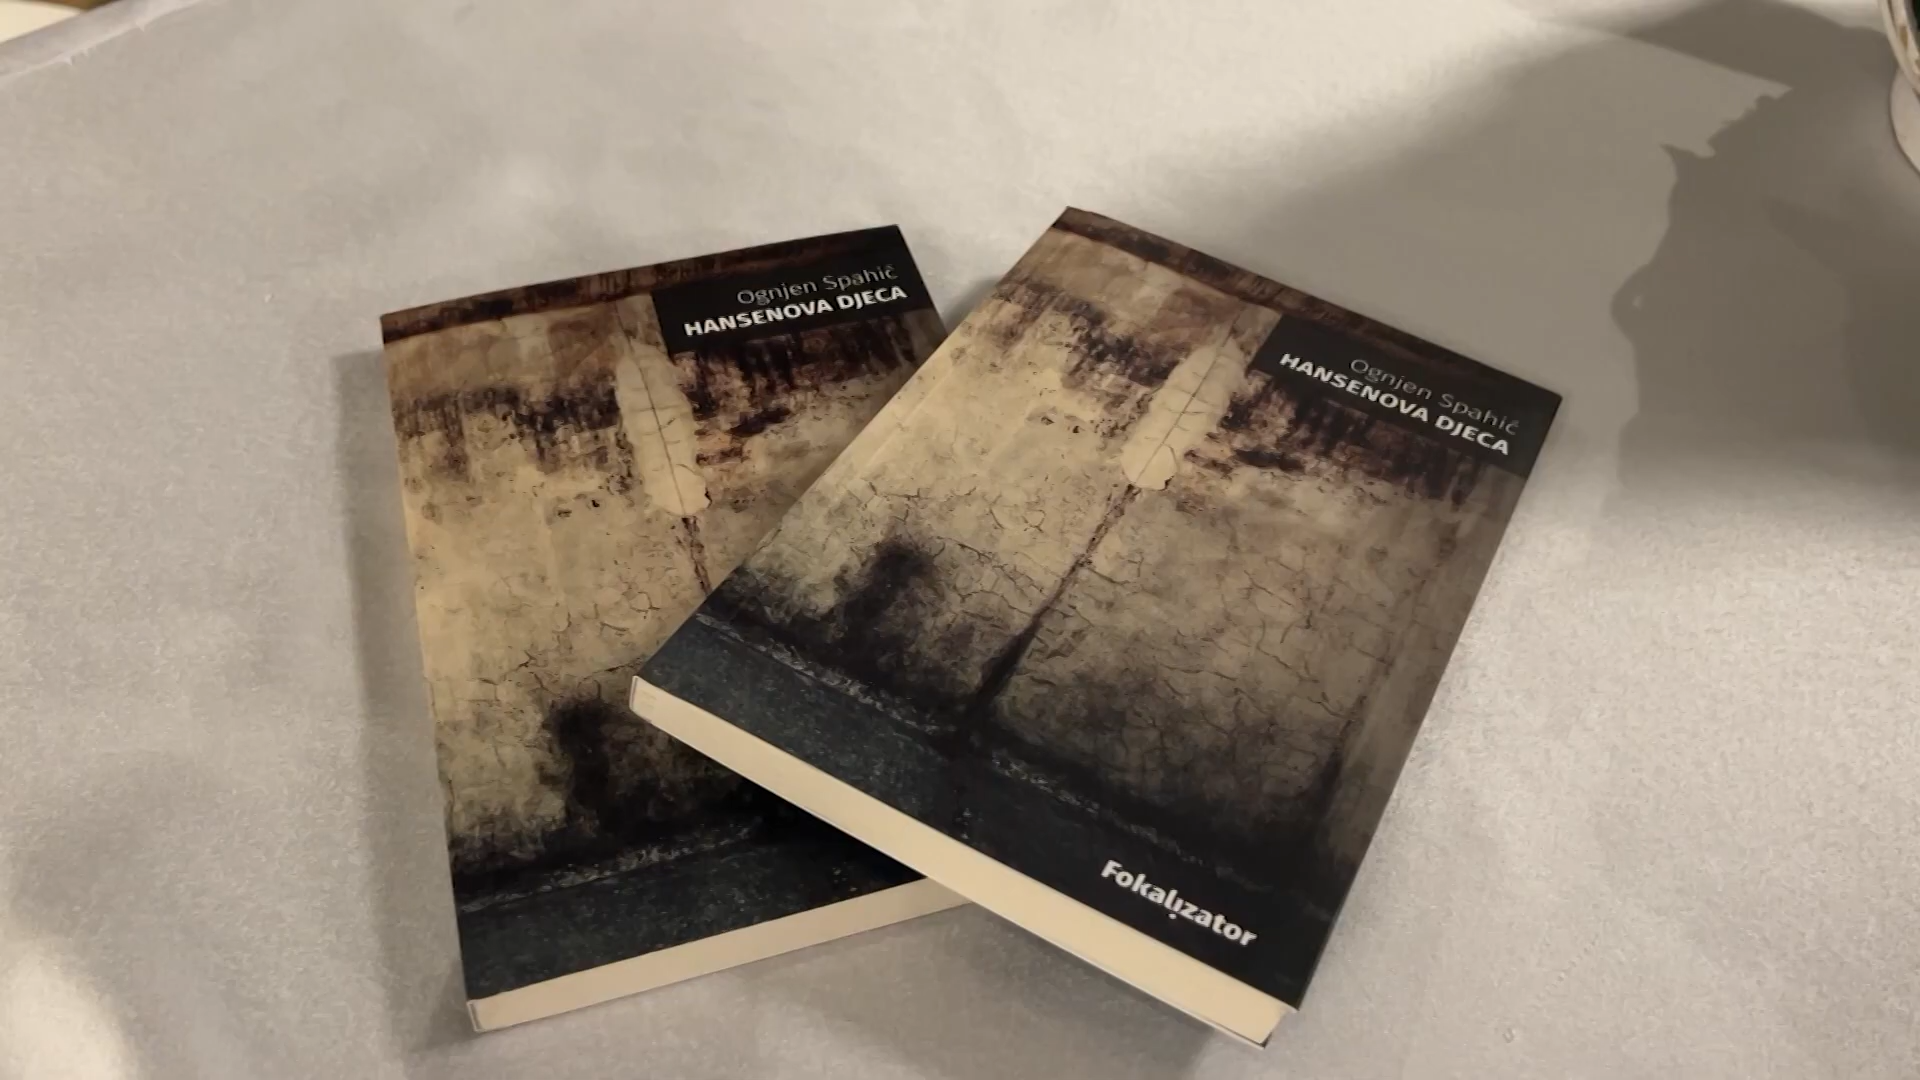 Ognjen Spahić
HANSENOVA DJECA
Ognjen Spahić
HANSENOVA DJECA
Fokalizator